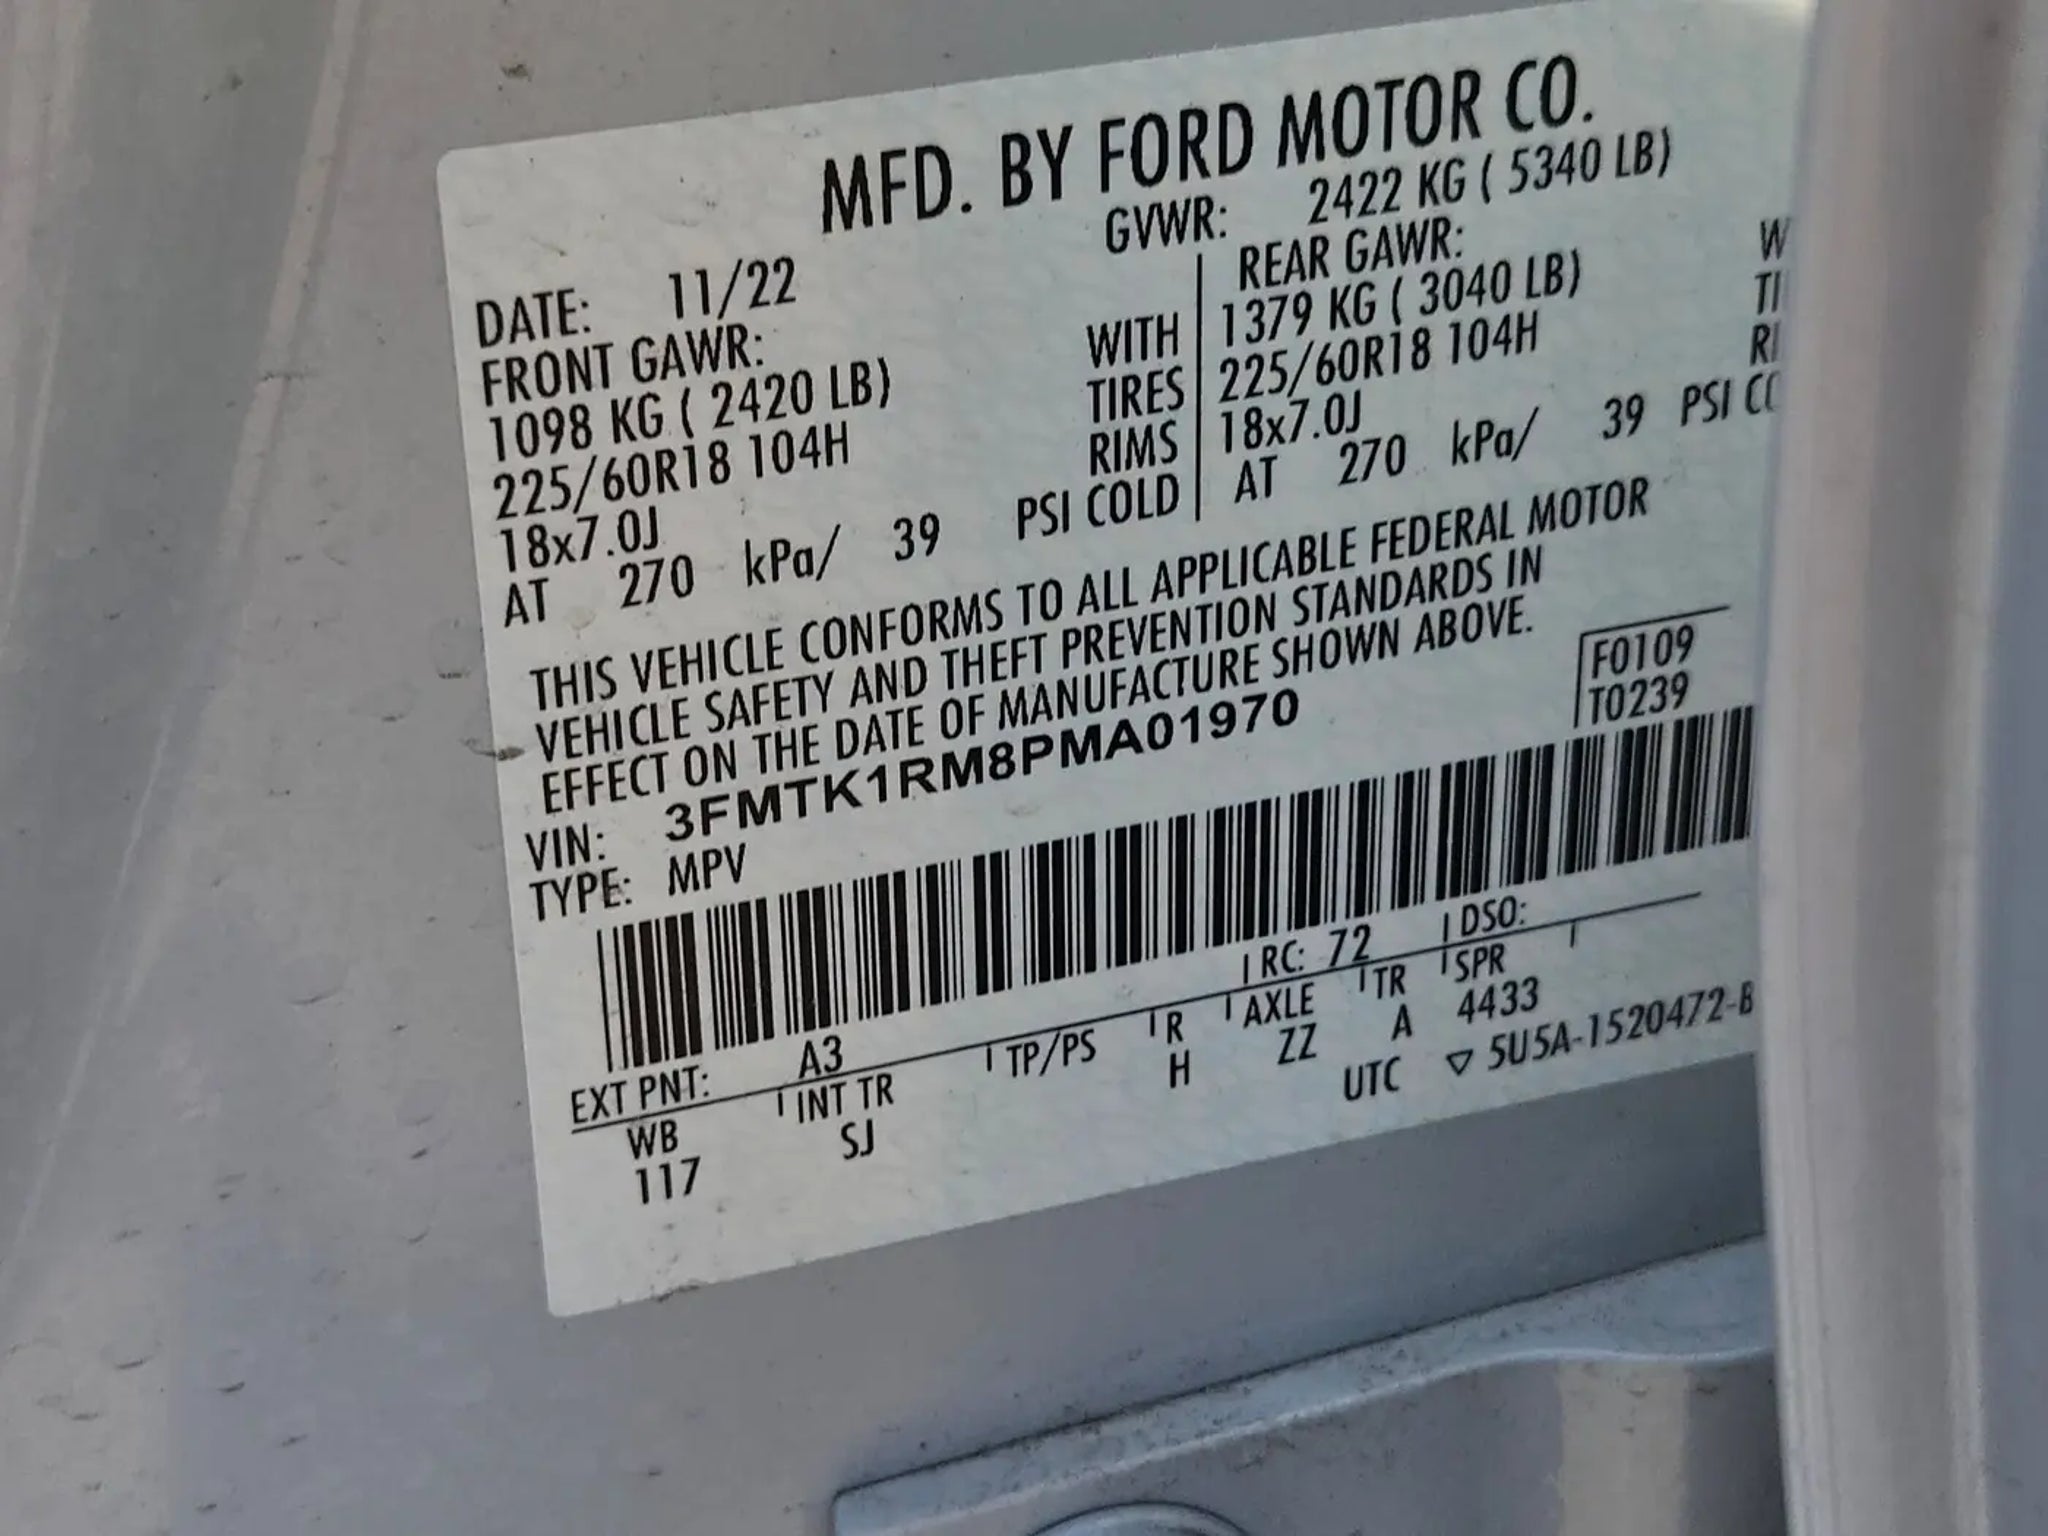 MFD. BY FORD MOTOR CO.
DATE: 11/22 GVWR: 2422 KG ( 5340 LB)
FRONT GAWR: REAR GAWR:
1098 KG ( 2420 LB) WITH 1379 KG ( 3040 LB) W
225/60R18 104H TIRES 225/60R18 104H TI
18x7.0J RIMS 18x7.0J RI
AT 270 kPa/ 39 PSI COLD AT 270 kPa/ 39 PSI CO
THIS VEHICLE CONFORMS TO ALL APPLICABLE FEDERAL MOTOR
VEHICLE SAFETY AND THEFT PREVENTION STANDARDS IN
EFFECT ON THE DATE OF MANUFACTURE SHOWN ABOVE.
F0109
T0239
VIN: 3FMTK1RM8PMA01970
TYPE: MPV
EXT PNT: A3 RC: 72 DSO:
WB INT TR TP/PS R AXLE TR SPR
117 SJ H ZZ A 4433
UTC ▽ 5U5A-1520472-B